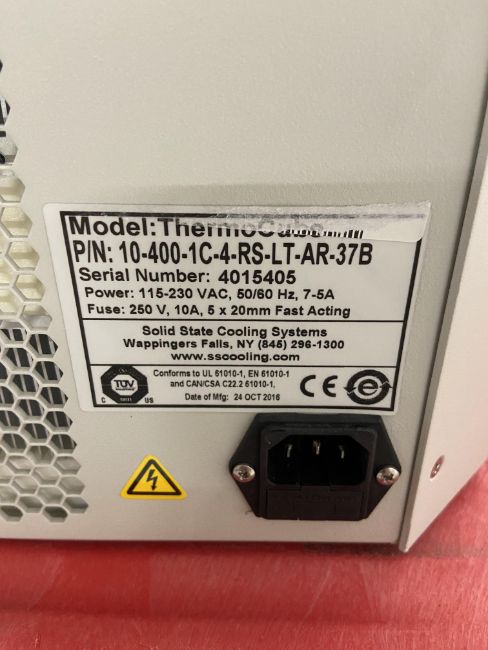 Model:ThermoCube
P/N: 10-400-1C-4-RS-LT-AR-37B
Serial Number: 4015405
Power: 115-230 VAC, 50/60 Hz, 7-5A
Fuse: 250 V, 10A, 5 x 20mm Fast Acting
Solid State Cooling Systems
Wappingers Falls, NY (845) 296-1300
www.sscooling.com
TÜV
C US
Conforms to UL 61010-1, EN 61010-1
and CAN/CSA C22.2 61010-1,
Date of Mfg: 24 OCT 2016
CE